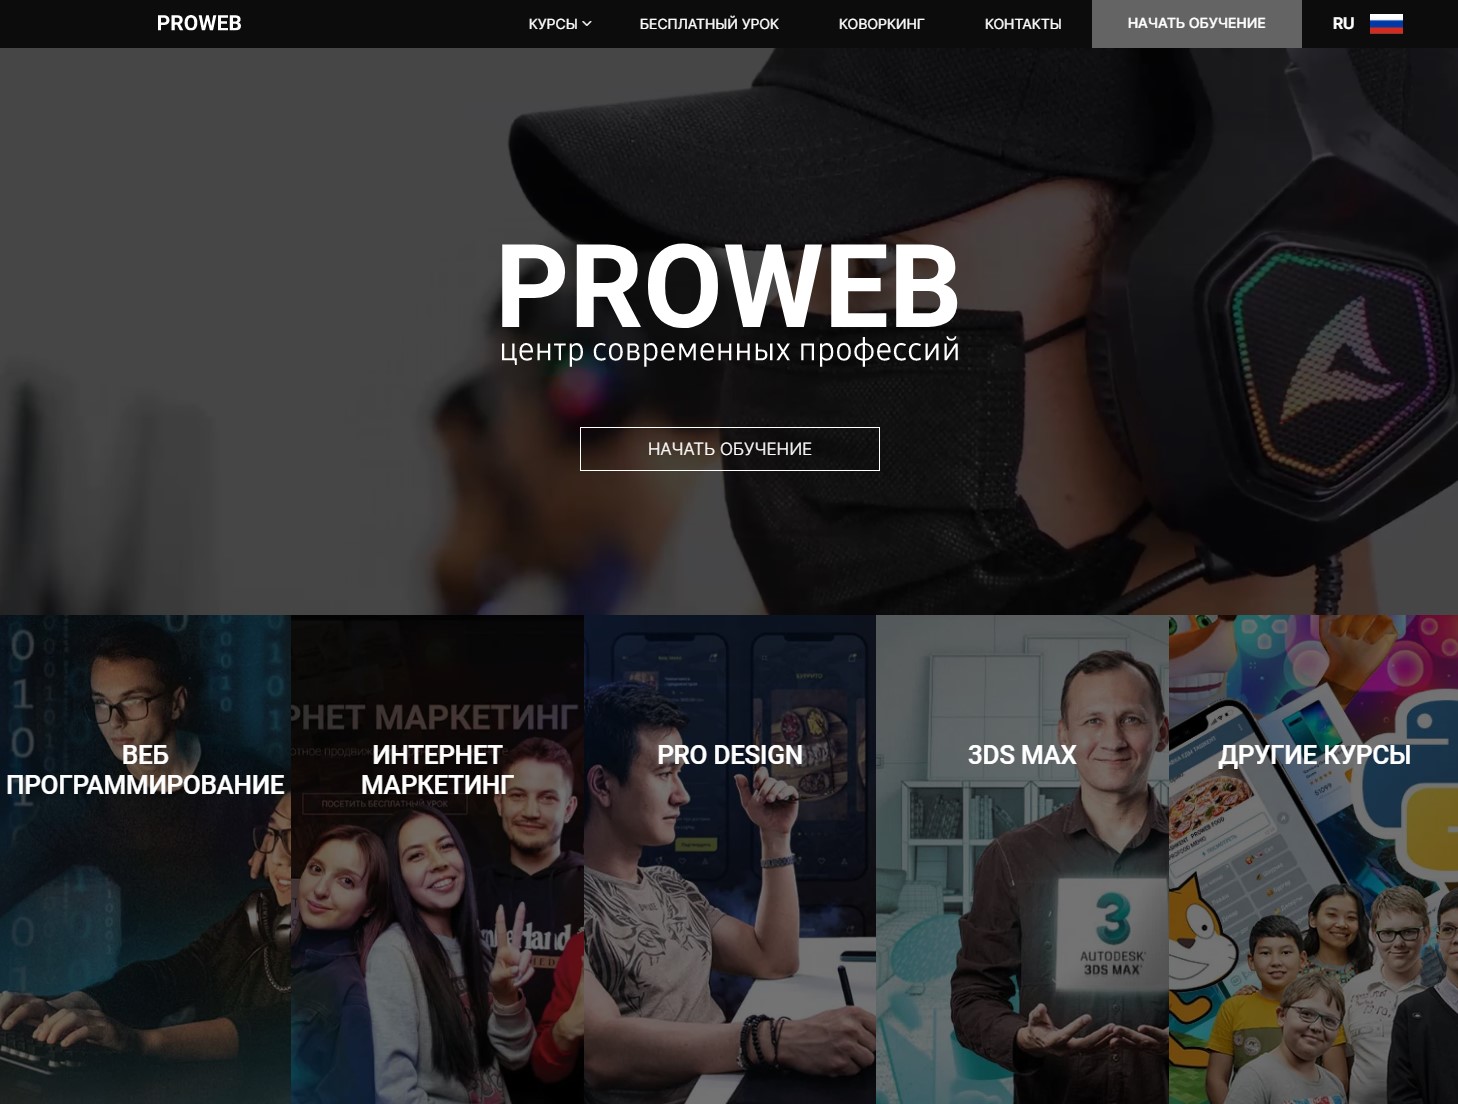 PROWEB
КУРСЫ
БЕСПЛАТНЫЙ УРОК
КОВОРКИНГ
КОНТАКТЫ
НАЧАТЬ ОБУЧЕНИЕ
RU
PROWEB
центр современных профессий
НАЧАТЬ ОБУЧЕНИЕ
ВЕБ
ПРОГРАММИРОВАНИЕ
РНЕТ МАРКЕТИНГ
ИНТЕРНЕТ
МАРКЕТИНГ
ПОСЕТИТЬ БЕСПЛАТНЫЙ УРОК
PRO DESIGN
БУРРИТО
3DS MAX
3
AUTODESK
3DS MAX
ДРУГИЕ КУРСЫ